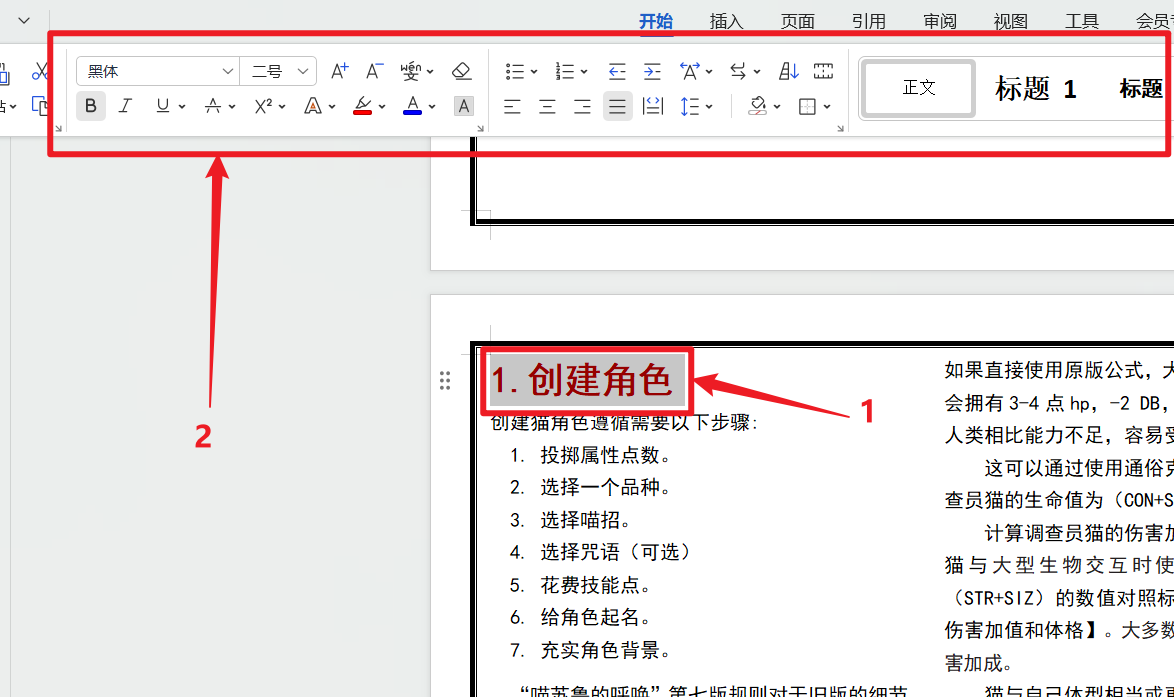 开始 插入 页面 引用 审阅 视图 工具 会员
黑体 二号 A+ A- wén
B I U A X² A A A
正文 标题 1 标题
2
1
1. 创建角色
创建猫角色遵循需要以下步骤：
1. 投掷属性点数。
2. 选择一个品种。
3. 选择喵招。
4. 选择咒语（可选）
5. 花费技能点。
6. 给角色起名。
7. 充实角色背景。
“喵苏鲁的呼唤”第七版规则对于旧版的细节
如果直接使用原版公式，大
会拥有 3-4 点 hp，-2 DB，
人类相比能力不足，容易受
这可以通过使用通俗克
查员猫的生命值为（CON+S
计算调查员猫的伤害加
猫与大型生物交互时使
（STR+SIZ）的数值对照标
伤害加值和体格】。大多数
害加成。
猫与自己体型相当或更